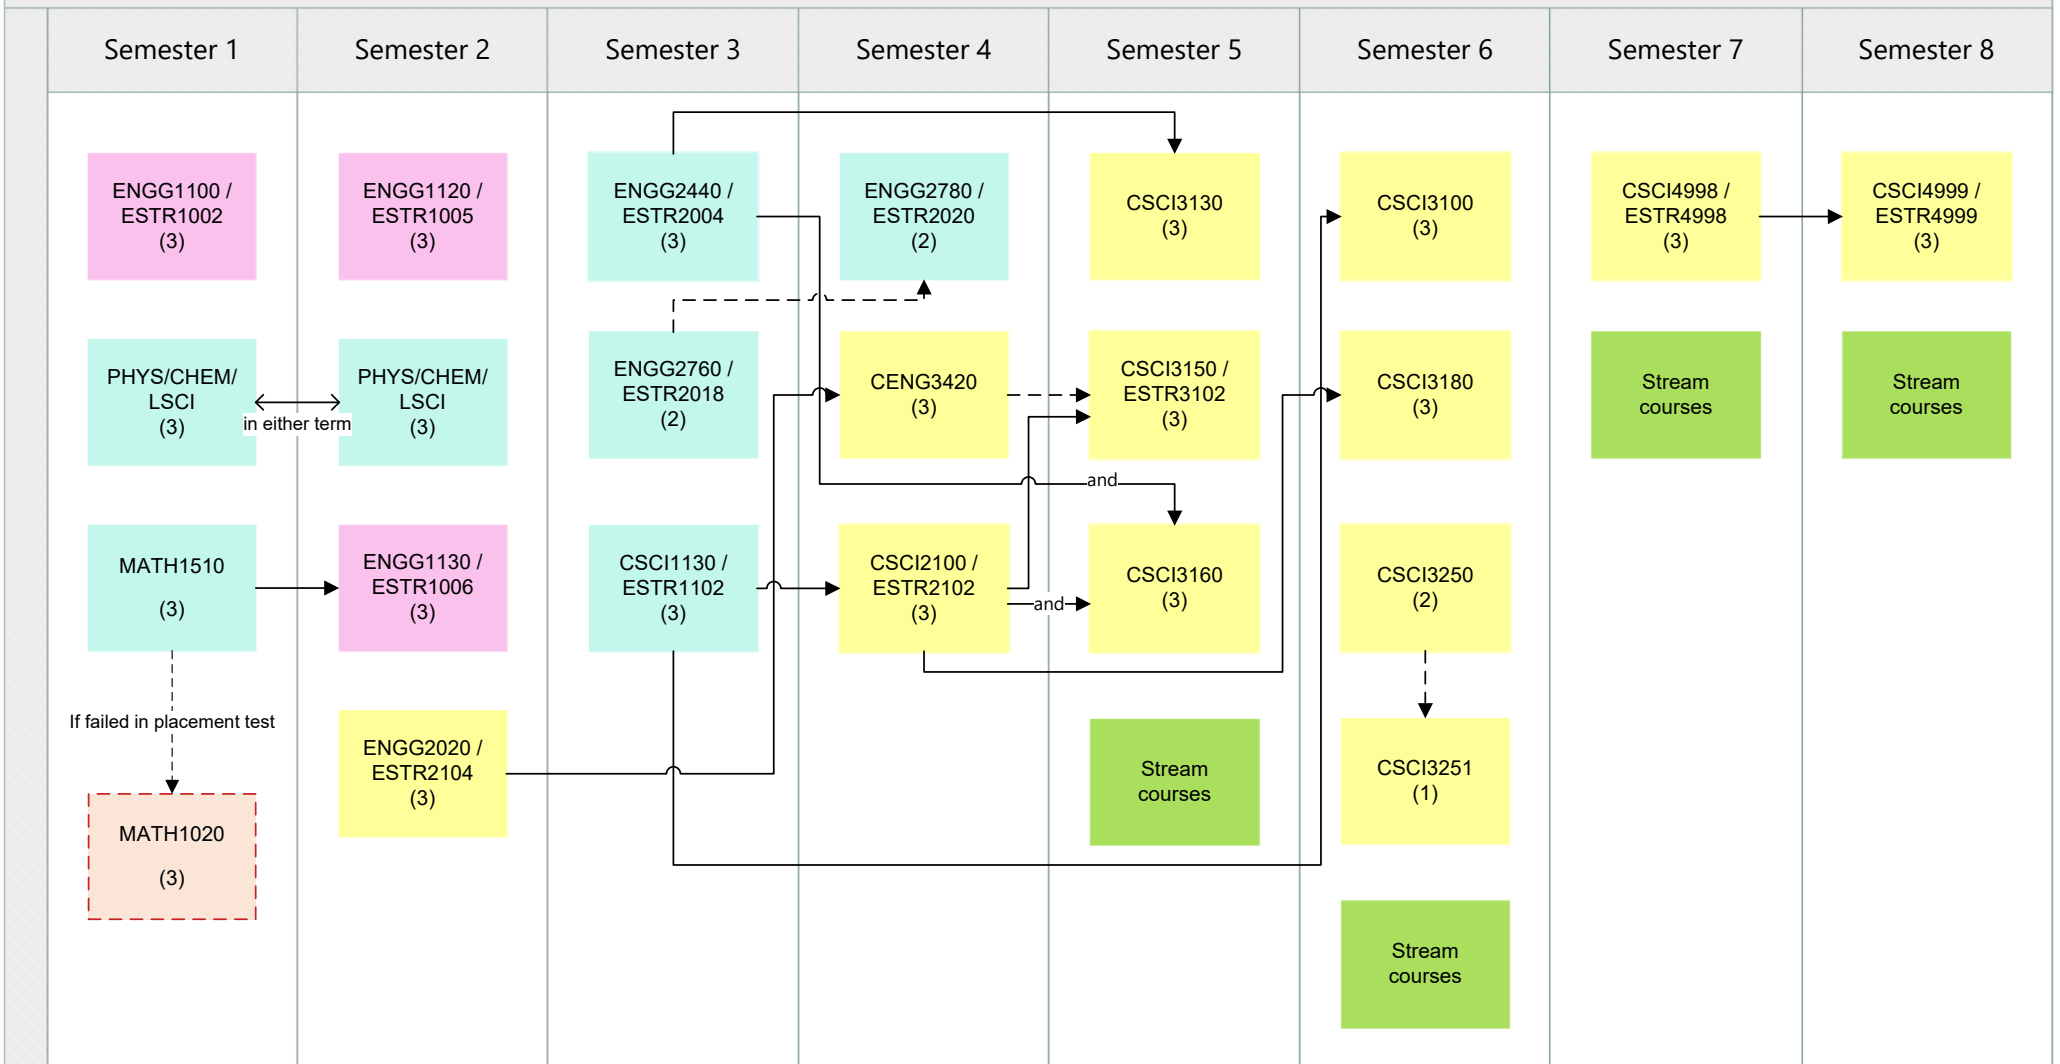 Semester 1
Semester 2
Semester 3
Semester 4
Semester 5
Semester 6
Semester 7
Semester 8
ENGG1100 /
ESTR1002
(3)
PHYS/CHEM/
LSCI
(3)
in either term
MATH1510
(3)
If failed in placement test
MATH1020
(3)
ENGG1120 /
ESTR1005
(3)
PHYS/CHEM/
LSCI
(3)
ENGG1130 /
ESTR1006
(3)
ENGG2020 /
ESTR2104
(3)
ENGG2440 /
ESTR2004
(3)
ENGG2760 /
ESTR2018
(2)
CSCI1130 /
ESTR1102
(3)
ENGG2780 /
ESTR2020
(2)
CENG3420
(3)
CSCI2100 /
ESTR2102
(3)
and
and
CSCI3130
(3)
CSCI3150 /
ESTR3102
(3)
CSCI3160
(3)
Stream
courses
CSCI3100
(3)
CSCI3180
(3)
CSCI3250
(2)
CSCI3251
(1)
Stream
courses
CSCI4998 /
ESTR4998
(3)
Stream
courses
CSCI4999 /
ESTR4999
(3)
Stream
courses